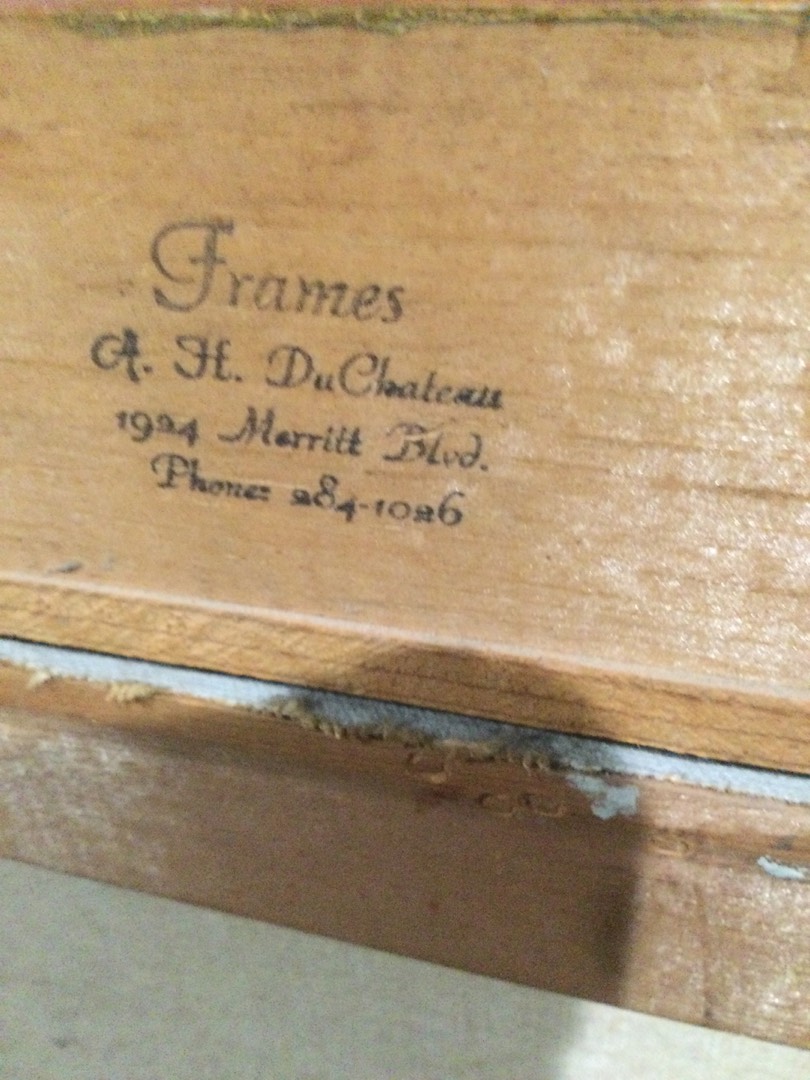 Frames
A. H. DuChateau
1924 Merritt Blvd.
Phone: 284-1026